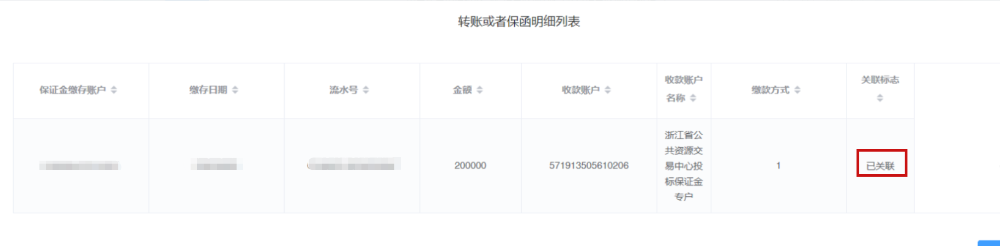 转账或者保函明细列表
保证金缴存账户
缴存日期
流水号
金额
收款账户
收款账户
名称
缴款方式
关联标志
200000
571913505610206
浙江省公
共资源交
易中心投
标保证金
专户
1
已关联